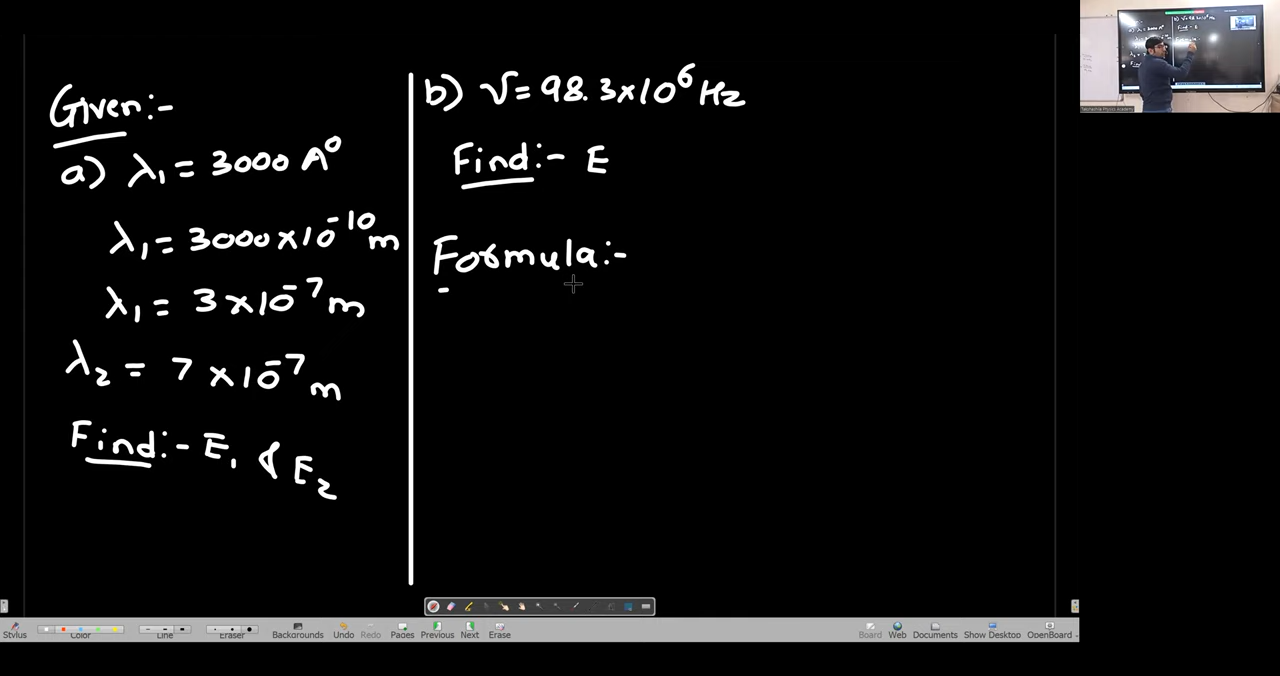 Given:-
a) λ₁ = 3000 A⁰
λ₁ = 3000 × 10⁻¹⁰ m
λ₁ = 3 × 10⁻⁷ m
λ₂ = 7 × 10⁻⁷ m
Find:- E₁ & E₂
b) ν = 98.3 × 10⁶ Hz
Find:- E
Formula:-
Stylus Color Line Eraser Backgrounds Undo Redo Pages Previous Next Erase Board Web Documents Show Desktop OpenBoard